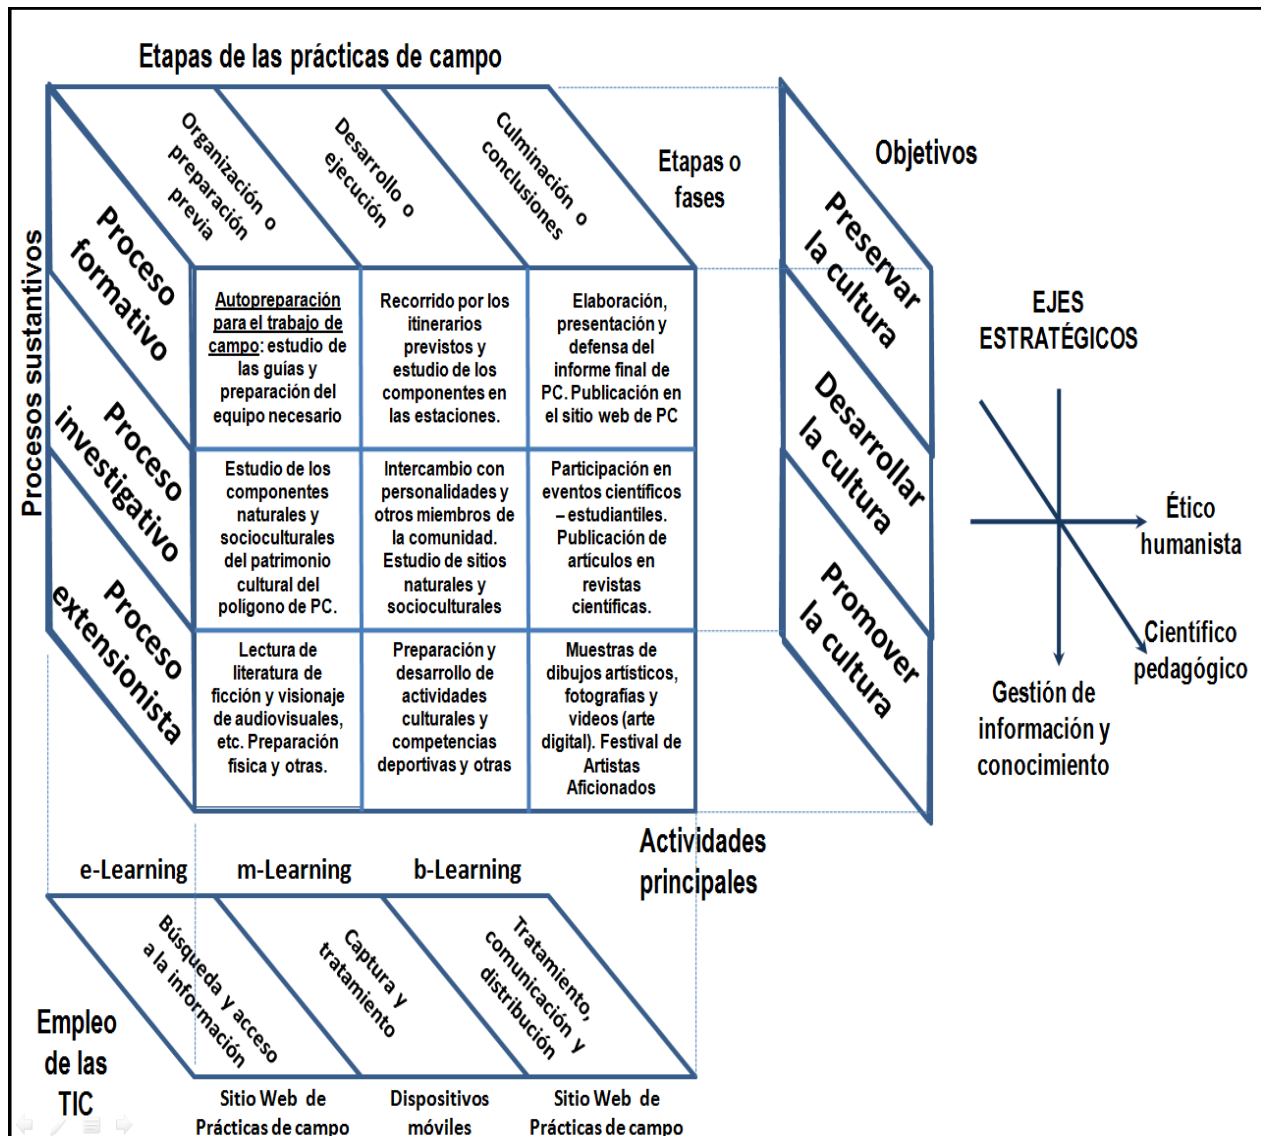 Etapas de las prácticas de campo
Organización o
preparación
previa
Desarrollo o
ejecución
Culminación o
conclusiones
Etapas o
fases
Objetivos
Procesos sustantivos
Proceso
formativo
Proceso
investigativo
Proceso
extensionista
Autopreparación
para el trabajo de
campo: estudio de
las guías y
preparación del
equipo necesario
Recorrido por los
itinerarios
previstos y
estudio de los
componentes en
las estaciones.
Elaboración,
presentación y
defensa del
informe final de
PC. Publicación en
el sitio web de PC
Estudio de los
componentes
naturales y
socioculturales
del patrimonio
cultural del
polígono de PC.
Intercambio con
personalidades y
otros miembros de
la comunidad.
Estudio de sitios
naturales y
socioculturales
Participación en
eventos científicos
– estudiantiles.
Publicación de
artículos en
revistas
científicas.
Lectura de
literatura de
ficción y visionaje
de audiovisuales,
etc. Preparación
física y otras.
Preparación y
desarrollo de
actividades
culturales y
competencias
deportivas y otras
Muestras de
dibujos artísticos,
fotografías y
videos (arte
digital). Festival de
Artistas
Aficionados
Preservar
la cultura
Desarrollar
la cultura
Promover
la cultura
EJES
ESTRATÉGICOS
Ético
humanista
Científico
pedagógico
Gestión de
información y
conocimiento
Actividades
principales
e-Learning
m-Learning
b-Learning
Búsqueda y acceso
a la información
Captura y
tratamiento
Tratamiento,
comunicación y
distribución
Empleo
de las
TIC
Sitio Web de
Prácticas de campo
Dispositivos
móviles
Sitio Web de
Prácticas de campo